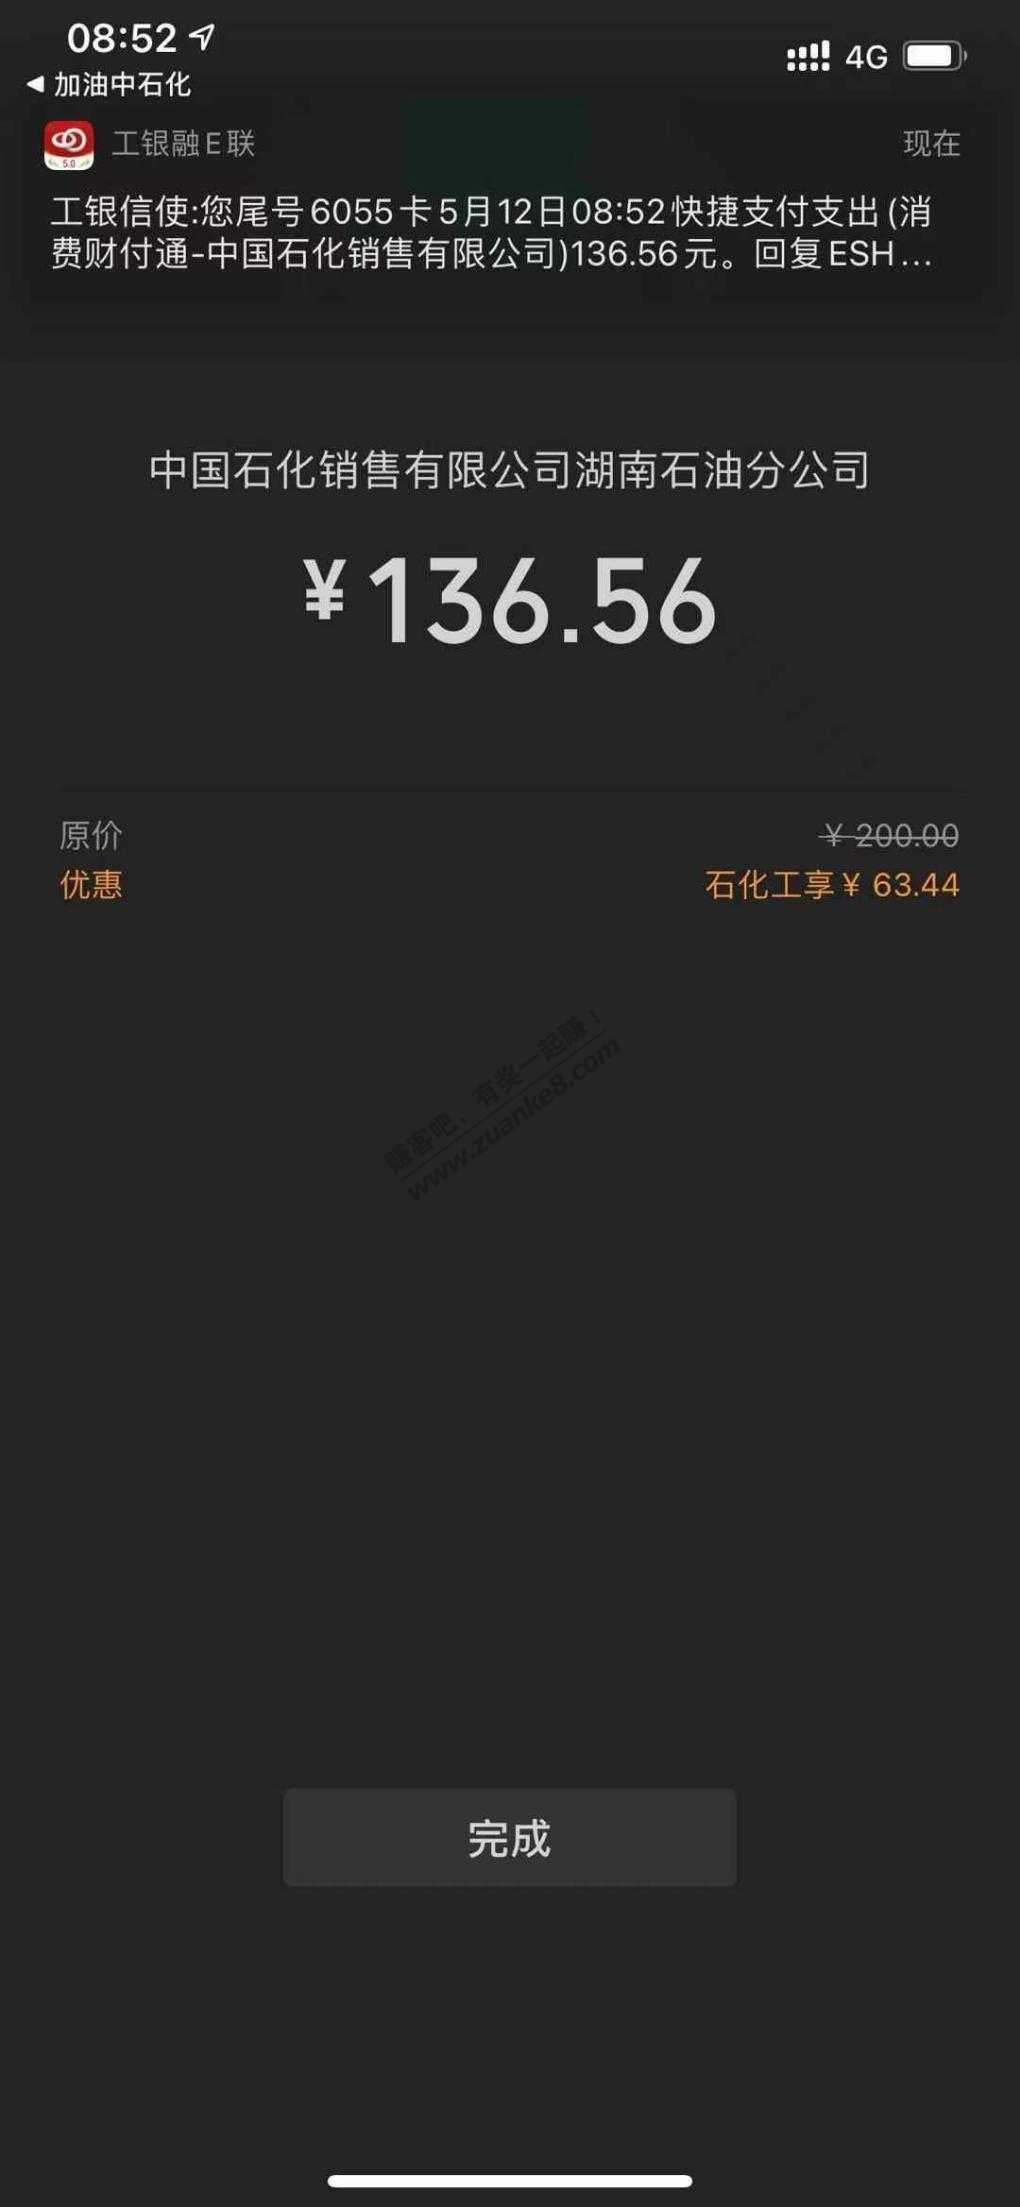 08:52
4G
加油中石化
工银融E联
现在
5.0
工银信使:您尾号6055卡5月12日08:52快捷支付支出(消
费财付通-中国石化销售有限公司)136.56元。回复ESH...
中国石化销售有限公司湖南石油分公司
¥136.56
原价
¥ 200.00
优惠
石化工享¥ 63.44
赚客吧,有奖一起赚!
www.zuanke8.com
完成